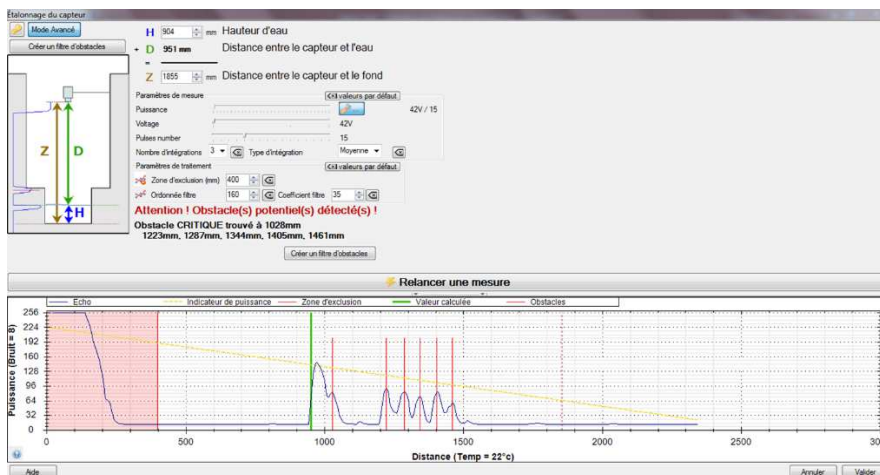 Etalonnage du capteur
Mode Avancé
Créer un filtre d'obstacles
H 904 mm Hauteur d'eau
+ D 951 mm Distance entre le capteur et l'eau
=
Z 1855 mm Distance entre le capteur et le fond
Paramètres de mesure valeurs par défaut
Puissance 42V / 15
Voltage 42V
Pulses number 15
Nombre d'intégrations 3 Type d'intégration Moyenne
Paramètres de traitement valeurs par défaut
Zone d'exclusion (mm) 400
Ordonnée filtre 160 Coefficient filtre 35
Attention ! Obstacle(s) potentiel(s) détecté(s) !
Obstacle CRITIQUE trouvé à 1028mm
1223mm, 1287mm, 1344mm, 1405mm, 1461mm
Créer un filtre d'obstacles
Z D
H
Relancer une mesure
Echo Indicateur de puissance Zone d'exclusion Valeur calculée Obstacles
Puissance (Bruit = 8)
256
224
192
160
128
96
64
32
0
0 500 1000 1500 2000 2500 300
Distance (Temp = 22°c)
Aide Annuler Valider